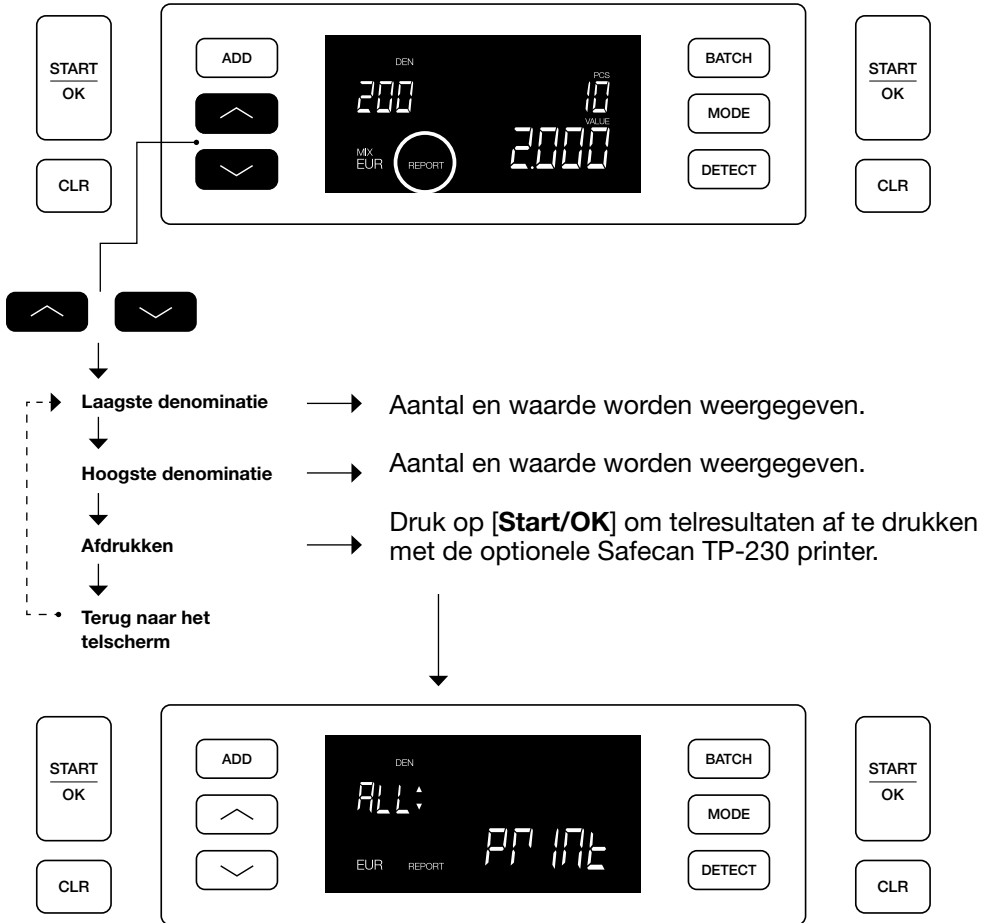 START
OK
CLR
ADD
DEN
200
PCS
10
VALUE
2.000
MIX
EUR
REPORT
BATCH
MODE
DETECT
START
OK
CLR
Laagste denominatie
Aantal en waarde worden weergegeven.
Hoogste denominatie
Aantal en waarde worden weergegeven.
Afdrukken
Druk op [Start/OK] om telresultaten af te drukken
met de optionele Safecan TP-230 printer.
Terug naar het
telscherm
START
OK
CLR
ADD
DEN
ALL:
PrInt
EUR REPORT
BATCH
MODE
DETECT
START
OK
CLR